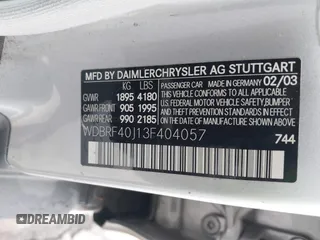 MFD. BY DAIMLERCHRYSLER AG STUTTGART
MADE IN GERMANY 02/03
KG LBS
GVWR 1895 4180
GAWR FRONT 905 1995
GAWR REAR 990 2185
THIS VEHICLE CONFORMS TO ALL APPLICABLE U.S. FEDERAL MOTOR VEHICLE SAFETY, BUMPER AND THEFT PREVENTION STANDARDS IN EFFECT ON THE DATE OF MANUFACTURE SHOWN ABOVE.
WDBRF40J13F404057
744
DREAMBID